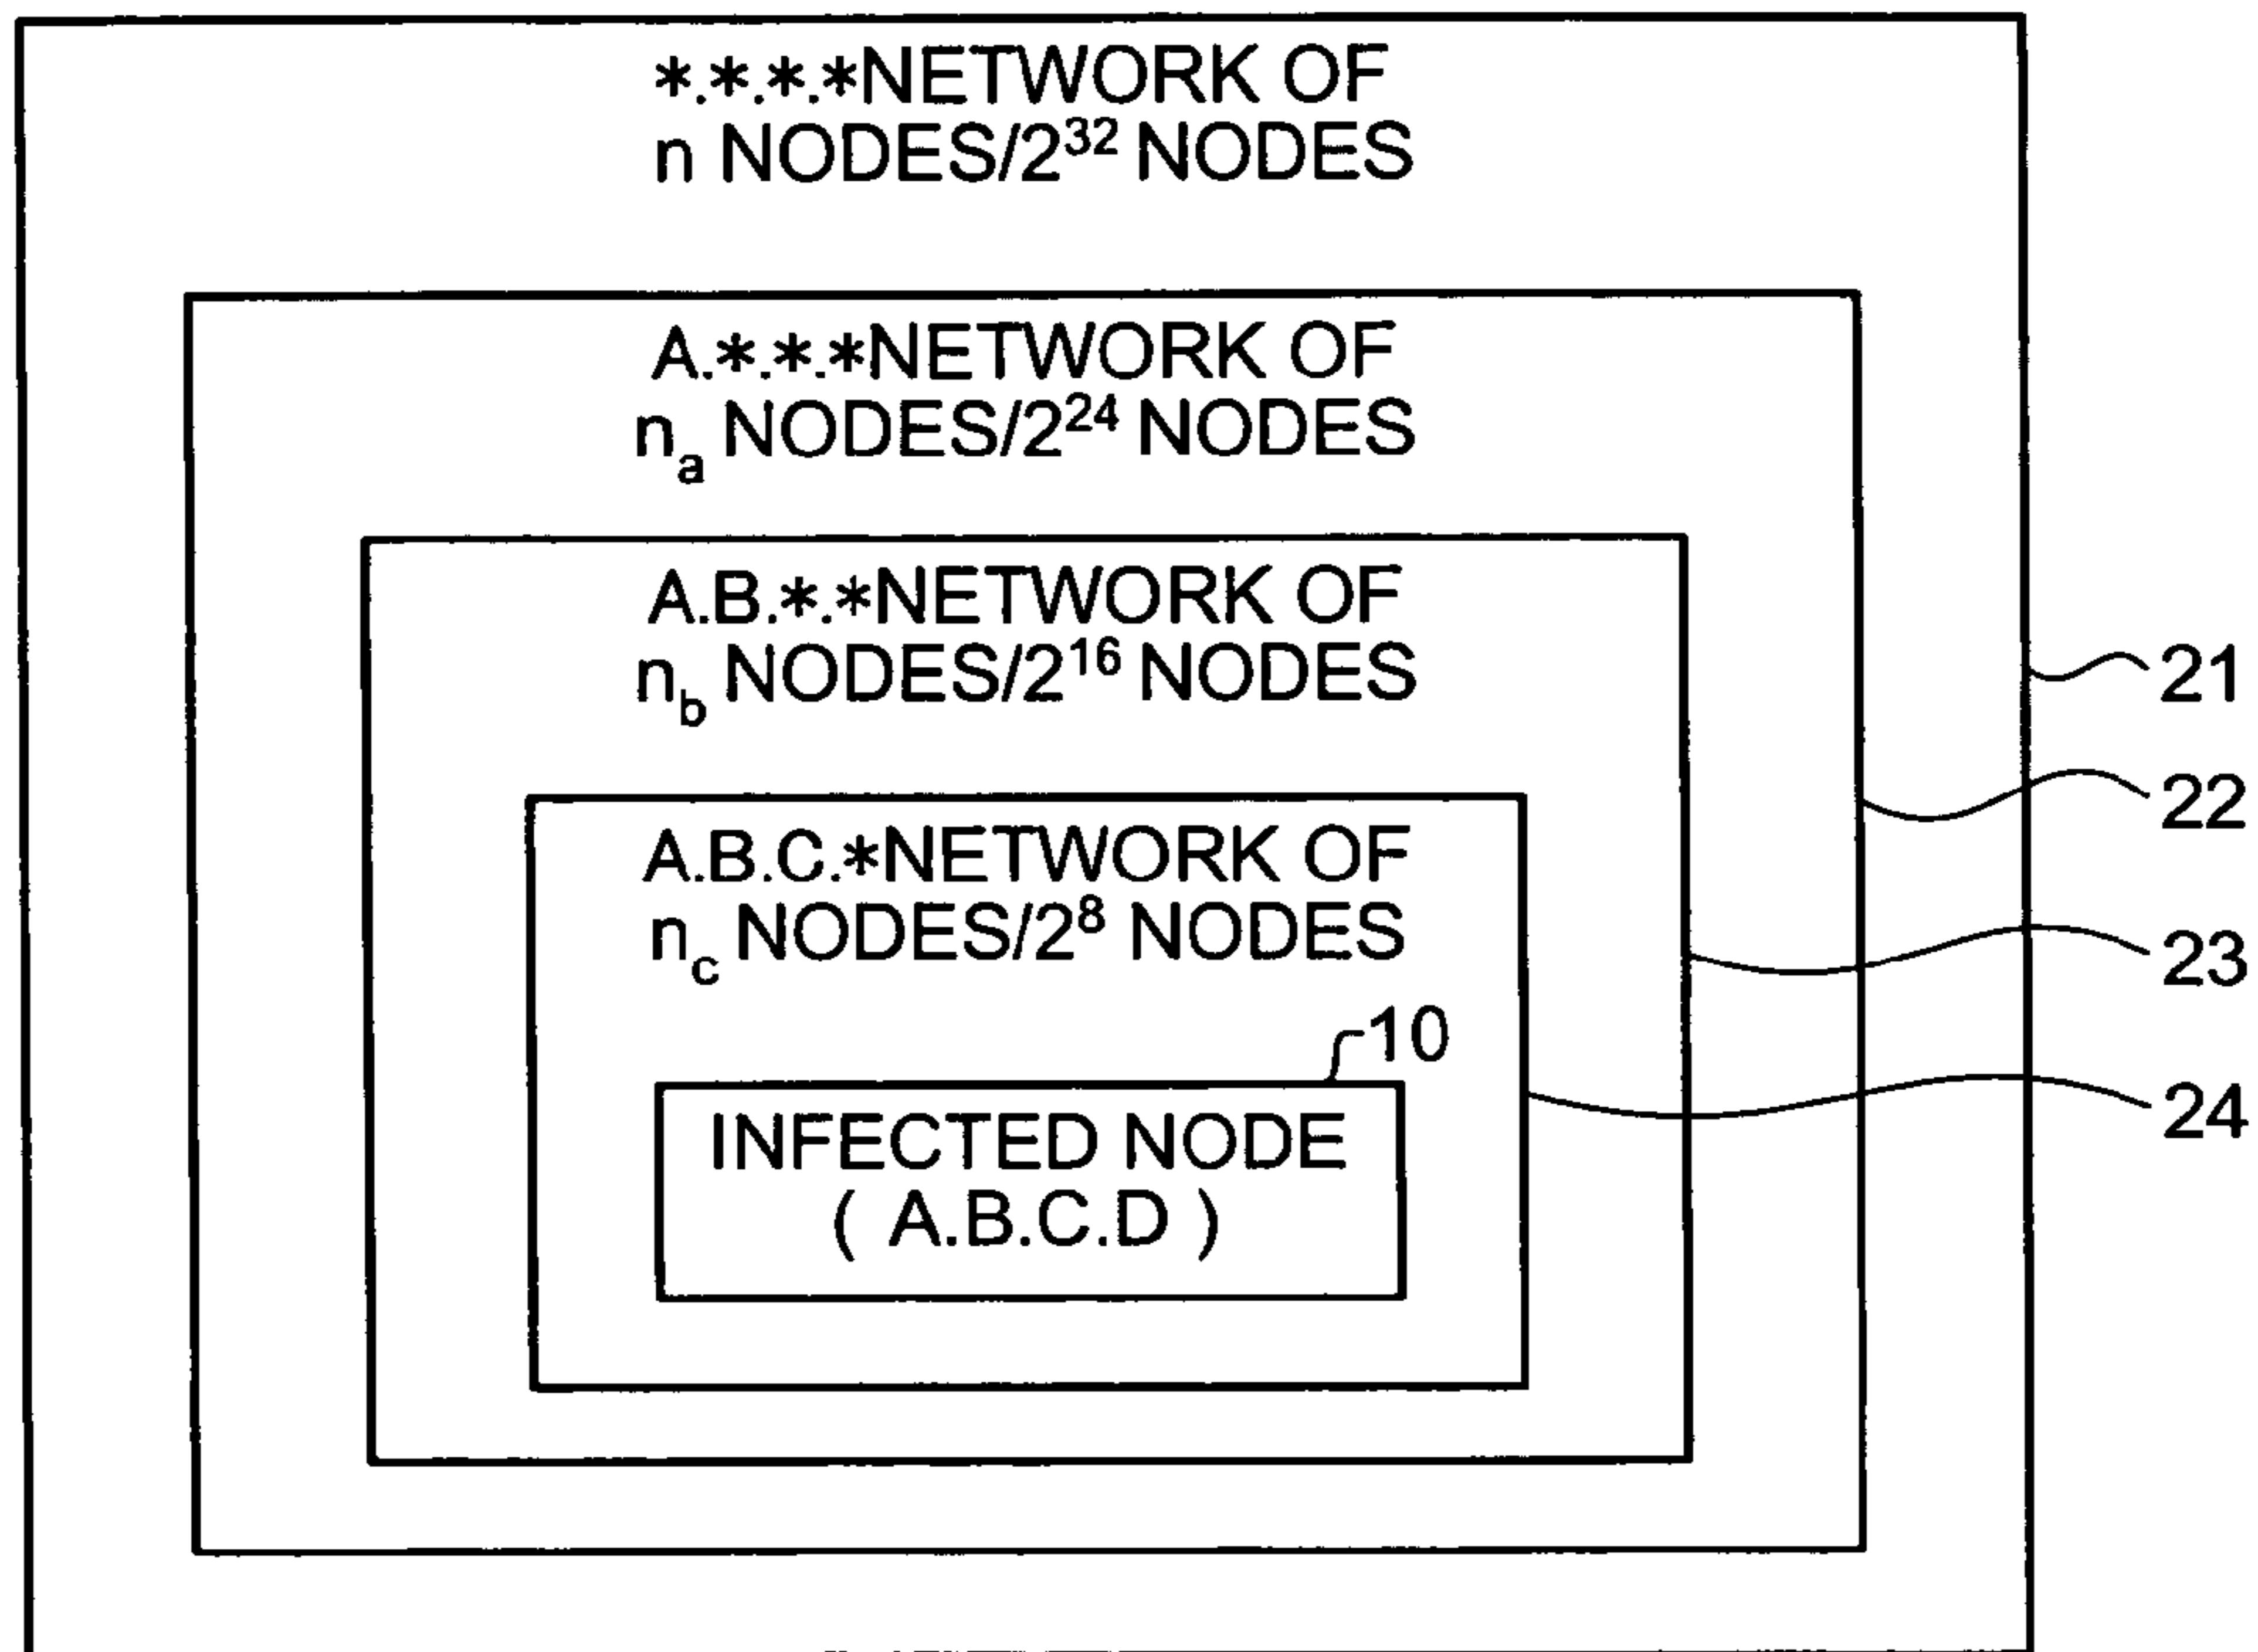 *.*.*.*NETWORK OF
n NODES/2³² NODES
A.*.*.*NETWORK OF
nₐ NODES/2²⁴ NODES
A.B.*.*NETWORK OF
n_b NODES/2¹⁶ NODES
21
22
A.B.C.*NETWORK OF
n_c NODES/2⁸ NODES
23
10
24
INFECTED NODE
( A.B.C.D )